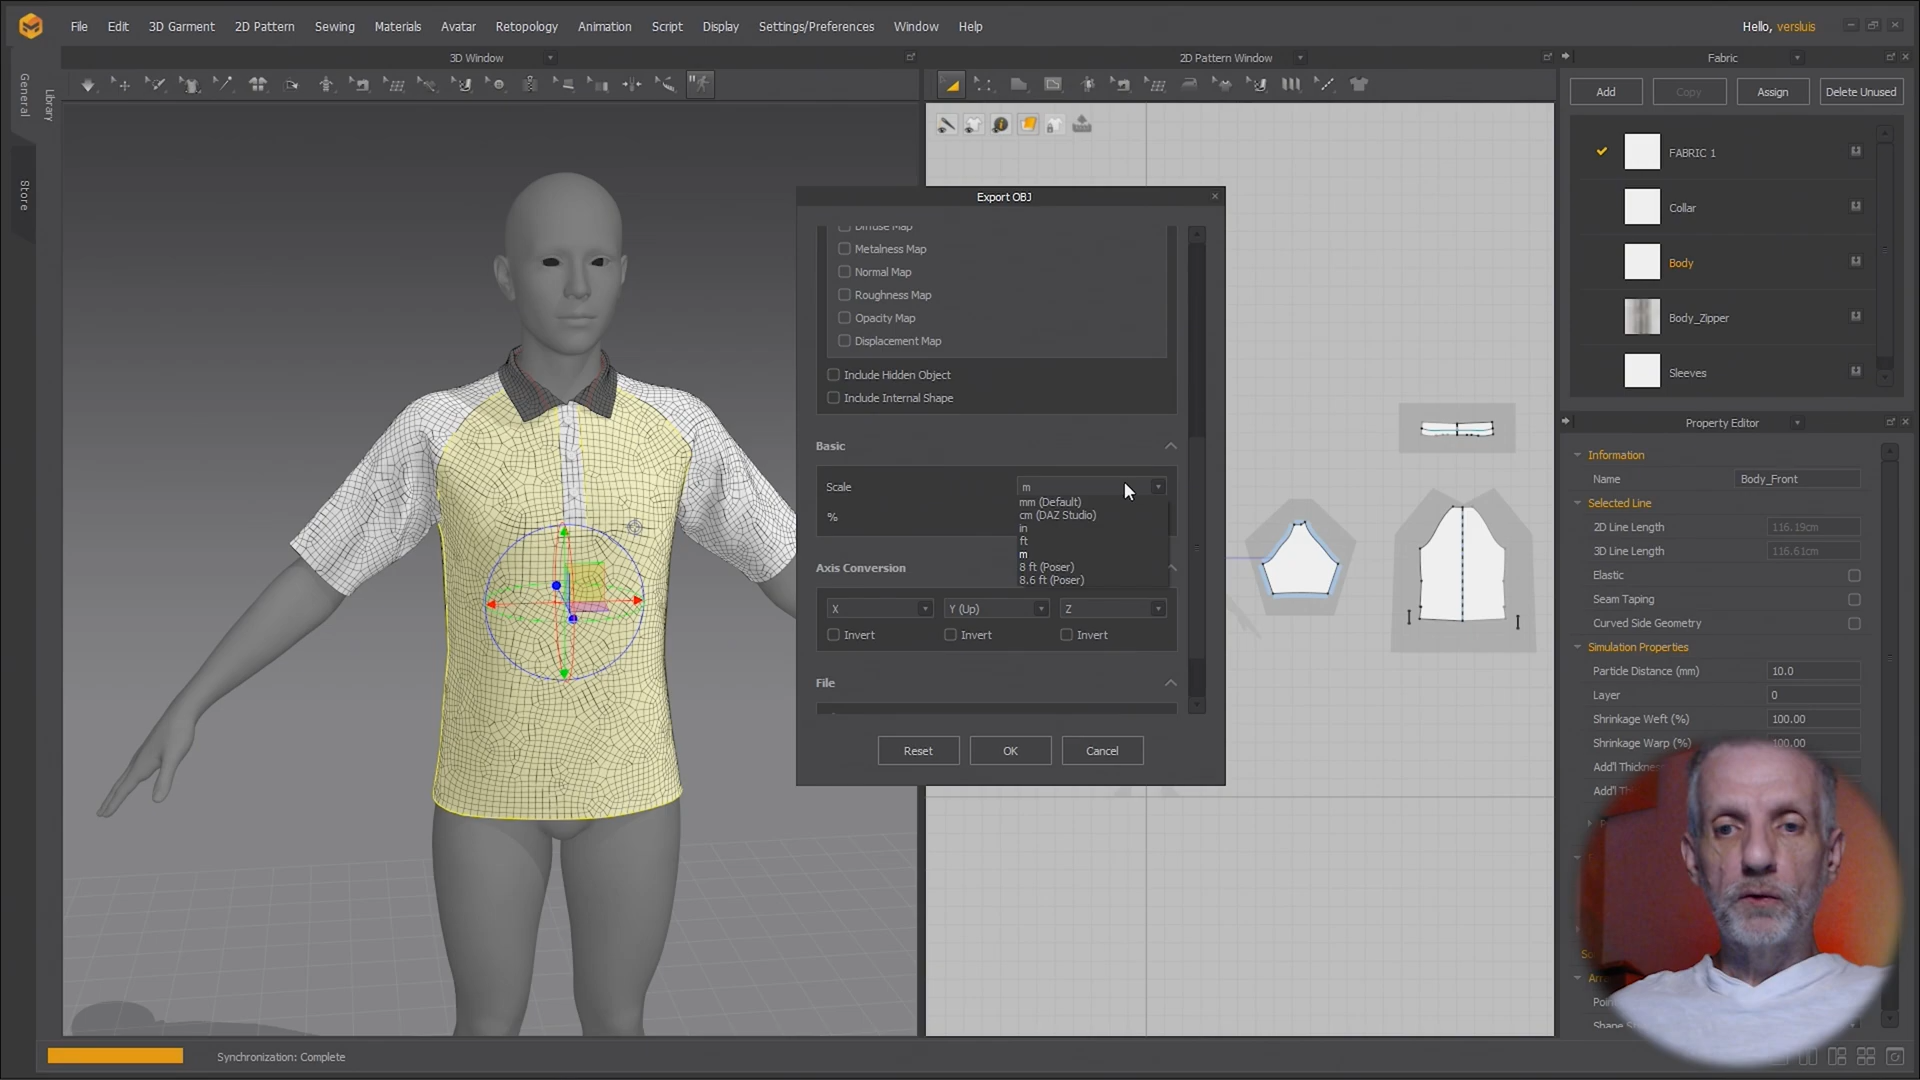 File Edit 3D Garment 2D Pattern Sewing Materials Avatar Retopology Animation Script Display Settings/Preferences Window Help
Hello, versluis
3D Window
2D Pattern Window
Fabric
General
Library
Store
Add Copy Assign Delete Unused
FABRIC 1
Collar
Body
Body_Zipper
Sleeves
Export OBJ
Diffuse Map
Metalness Map
Normal Map
Roughness Map
Opacity Map
Displacement Map
Include Hidden Object
Include Internal Shape
Basic
Scale m
mm (Default)
cm (DAZ Studio)
in
ft
m
8 ft (Poser)
8.6 ft (Poser)
%
Axis Conversion
X Y (Up) Z
Invert Invert Invert
File
Reset OK Cancel
Property Editor
Information
Name Body_Front
Selected Line
2D Line Length 116.19cm
3D Line Length 116.61cm
Elastic
Seam Taping
Curved Side Geometry
Simulation Properties
Particle Distance (mm) 10.0
Layer 0
Shrinkage Weft (%) 100.00
Shrinkage Warp (%) 100.00
Add'l Thickne
Add'l
Synchronization: Complete